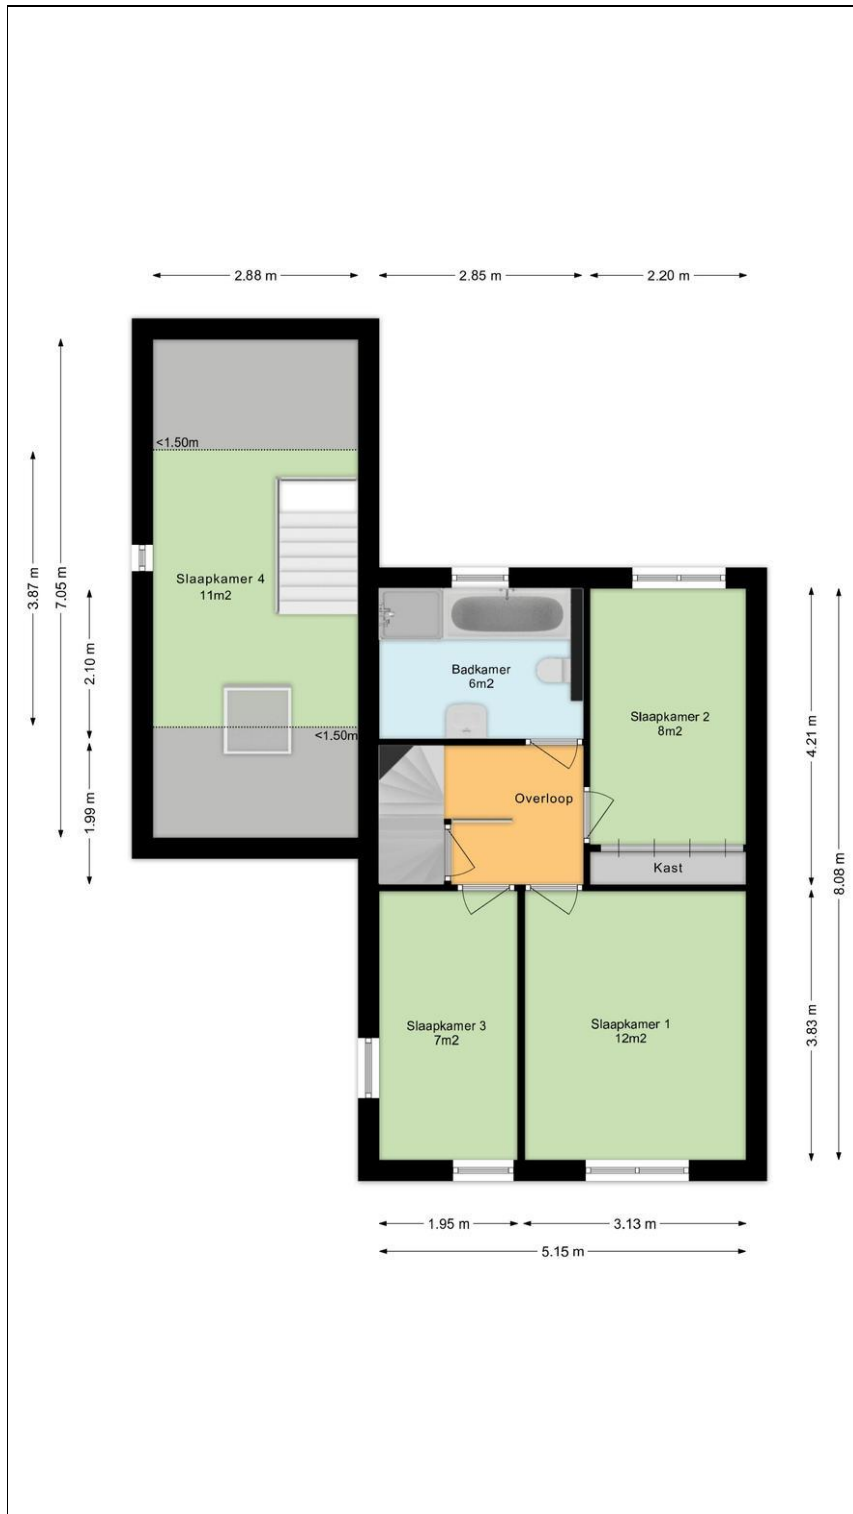 2.88 m
2.85 m
2.20 m
<1.50m
3.87 m
7.05 m
Slaapkamer 4
11m2
2.10 m
Badkamer
6m2
Slaapkamer 2
8m2
4.21 m
<1.50m
1.99 m
Overloop
Kast
8.08 m
Slaapkamer 3
7m2
Slaapkamer 1
12m2
3.83 m
1.95 m
3.13 m
5.15 m